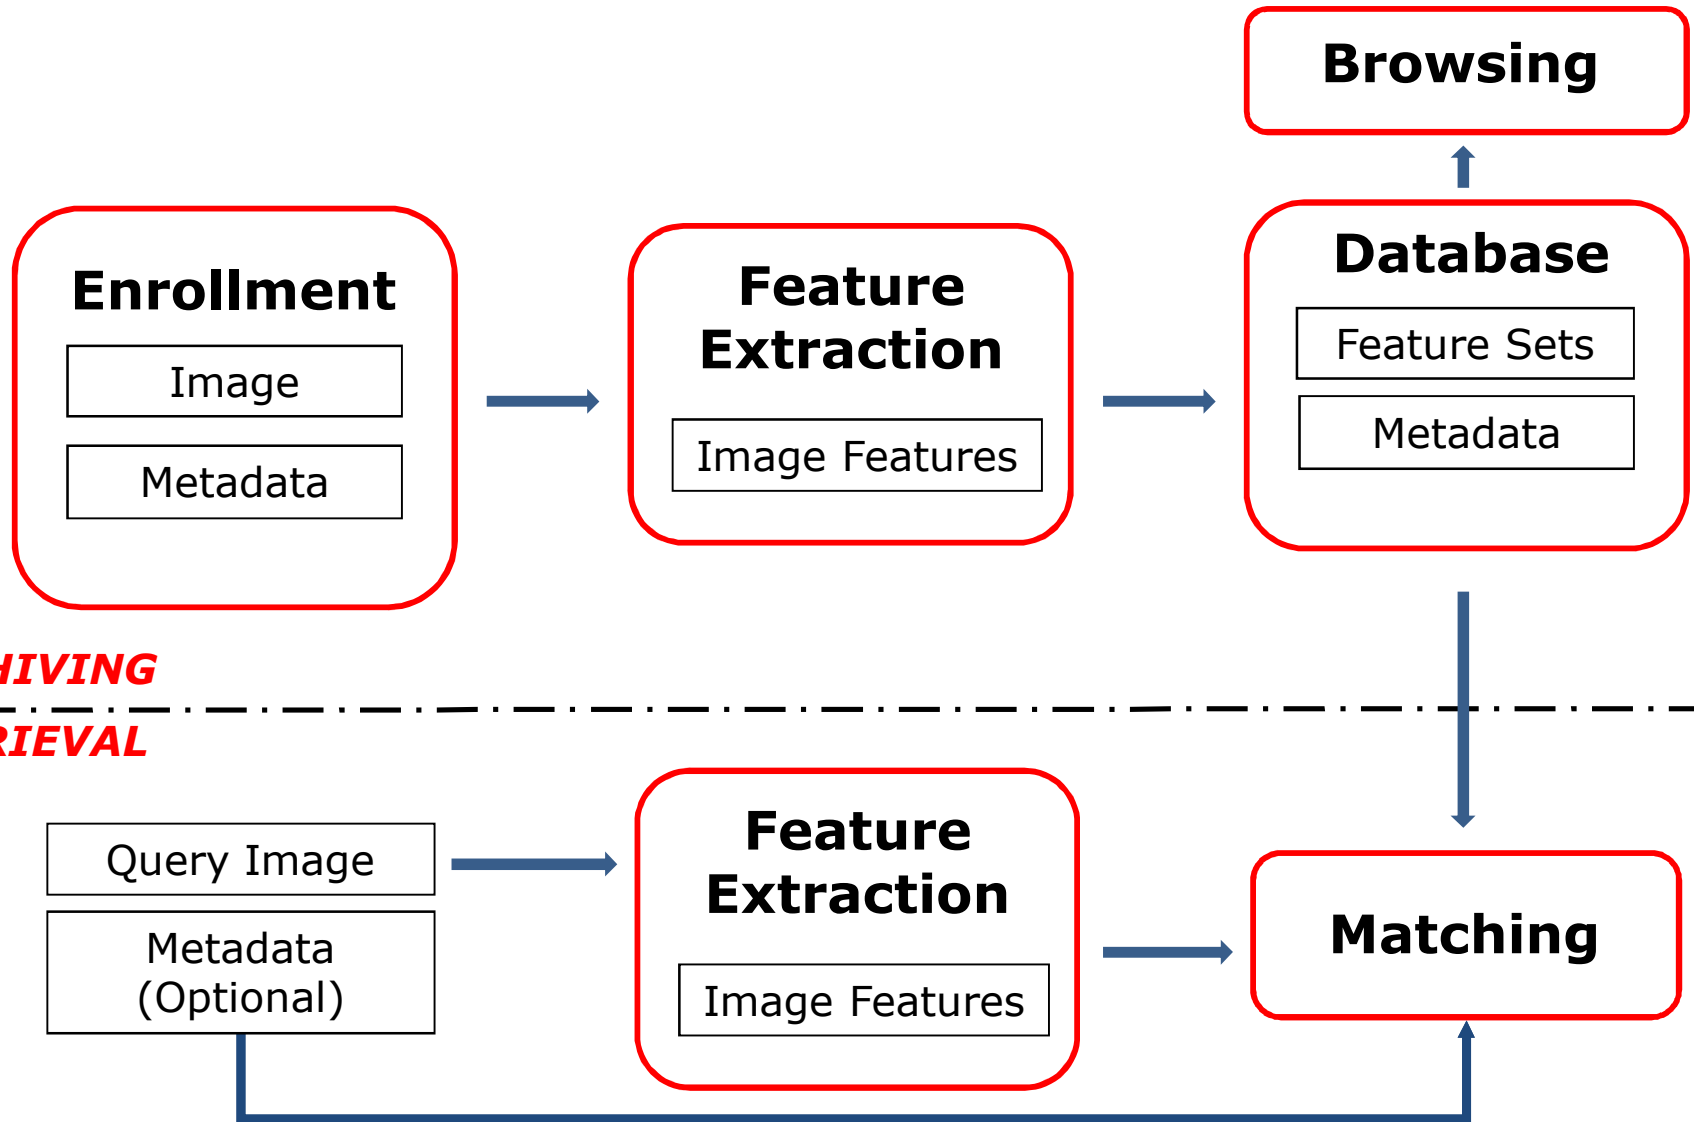 Browsing
Enrollment
Image
Metadata
Feature
Extraction
Image Features
Database
Feature Sets
Metadata
HIVING
RIEVAL
Query Image
Metadata
(Optional)
Feature
Extraction
Image Features
Matching